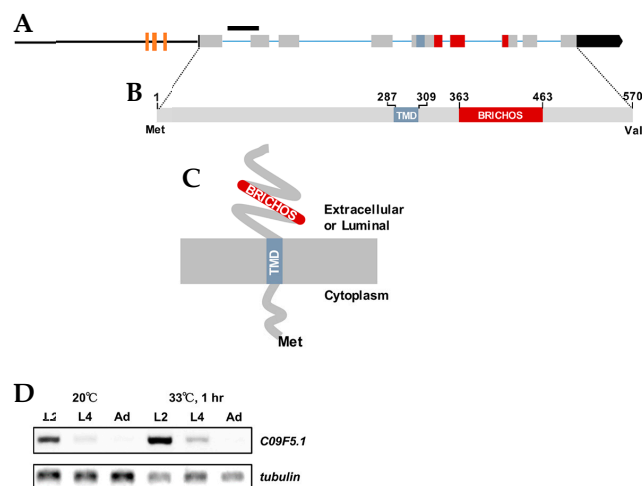 A
B
1
287
309
363
463
570
TMD
BRICHOS
Met
Val
C
BRICHOS
Extracellular
or Luminal
TMD
Cytoplasm
Met
D
20℃
33℃, 1 hr
L2 L4 Ad L2 L4 Ad
C09F5.1
tubulin